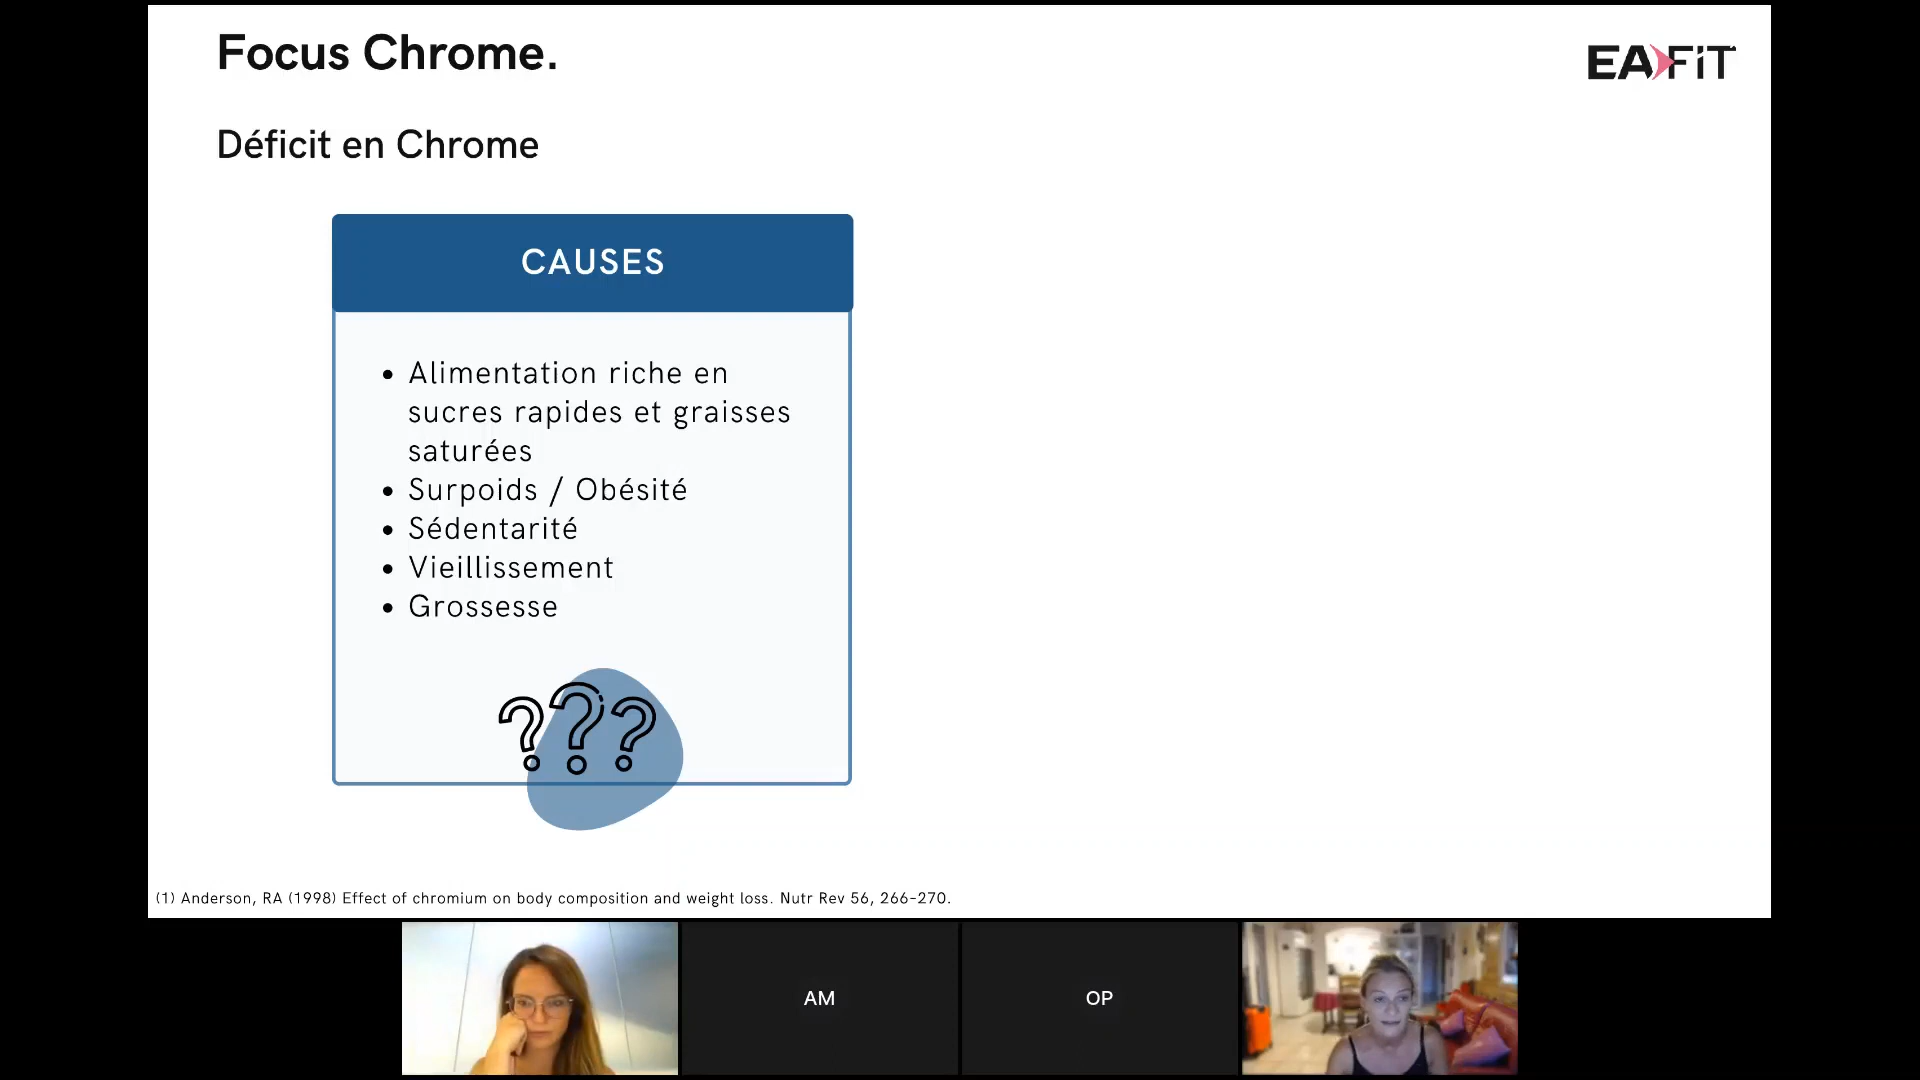 Focus Chrome.
EAFiT
Déficit en Chrome
CAUSES
• Alimentation riche en
sucres rapides et graisses
saturées
• Surpoids / Obésité
• Sédentarité
• Vieillissement
• Grossesse
???
(1) Anderson, RA (1998) Effect of chromium on body composition and weight loss. Nutr Rev 56, 266-270.
AM
OP